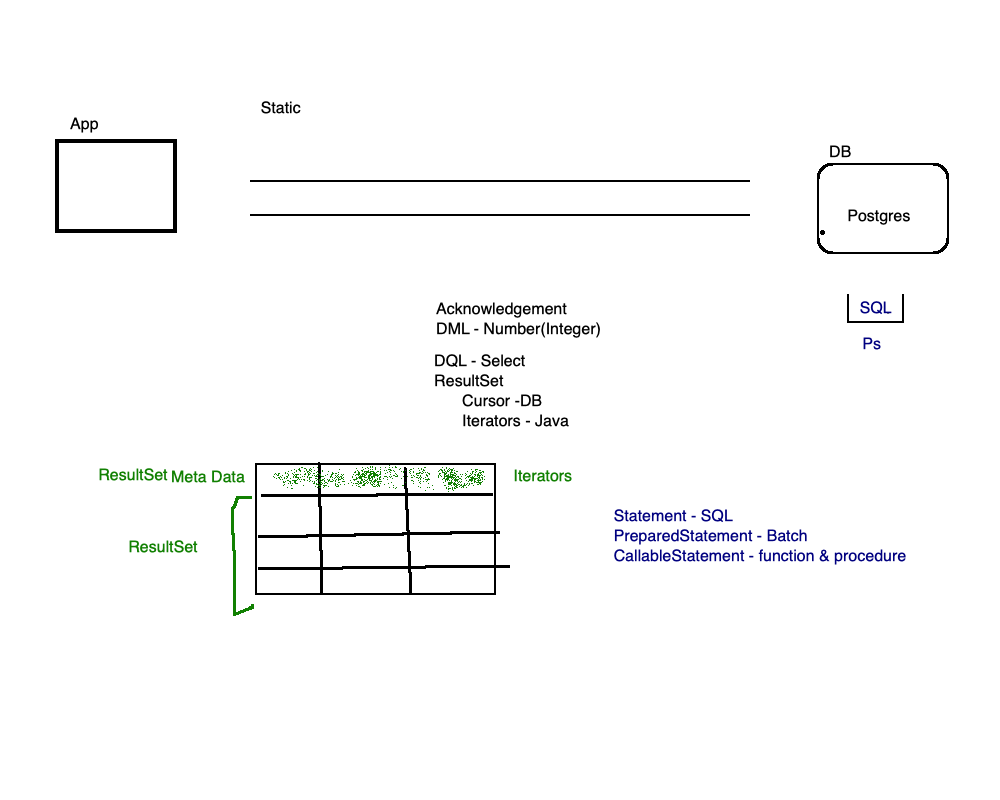 Static
App
DB
Postgres
Acknowledgement
DML - Number(Integer)
SQL
Ps
DQL - Select
ResultSet
Cursor -DB
Iterators - Java
ResultSet Meta Data
Iterators
ResultSet
Statement - SQL
PreparedStatement - Batch
CallableStatement - function & procedure